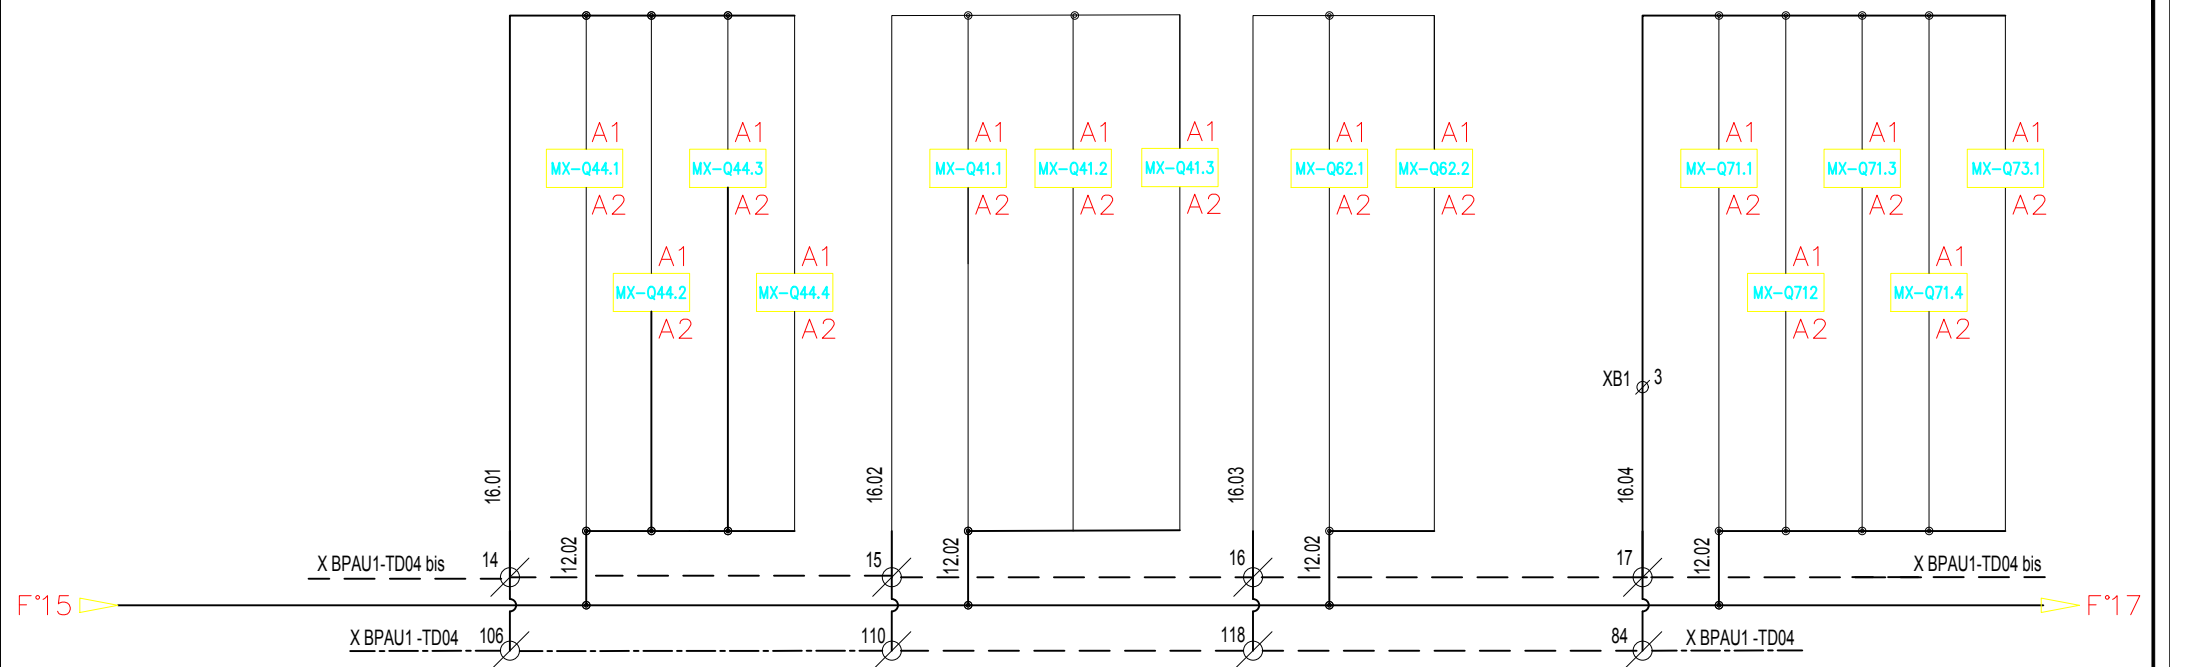 A1 A1 A1 A1 A1 A1 A1 A1 A1 A1
MX-Q44.1 MX-Q44.3 MX-Q41.1 MX-Q41.2 MX-Q41.3 MX-Q62.1 MX-Q62.2 MX-Q71.1 MX-Q71.3 MX-Q73.1
A2 A2 A2 A2 A2 A2 A2 A2 A2 A2
A1 A1 A1 A1
MX-Q44.2 MX-Q44.4 MX-Q712 MX-Q71.4
A2 A2 A2 A2
XB1 3
16.01 16.02 16.03 16.04
12.02 12.02 12.02 12.02
X BPAU1-TD04 bis 14 15 16 17 X BPAU1-TD04 bis
F°15 F°17
X BPAU1 -TD04 106 110 118 84 X BPAU1 -TD04